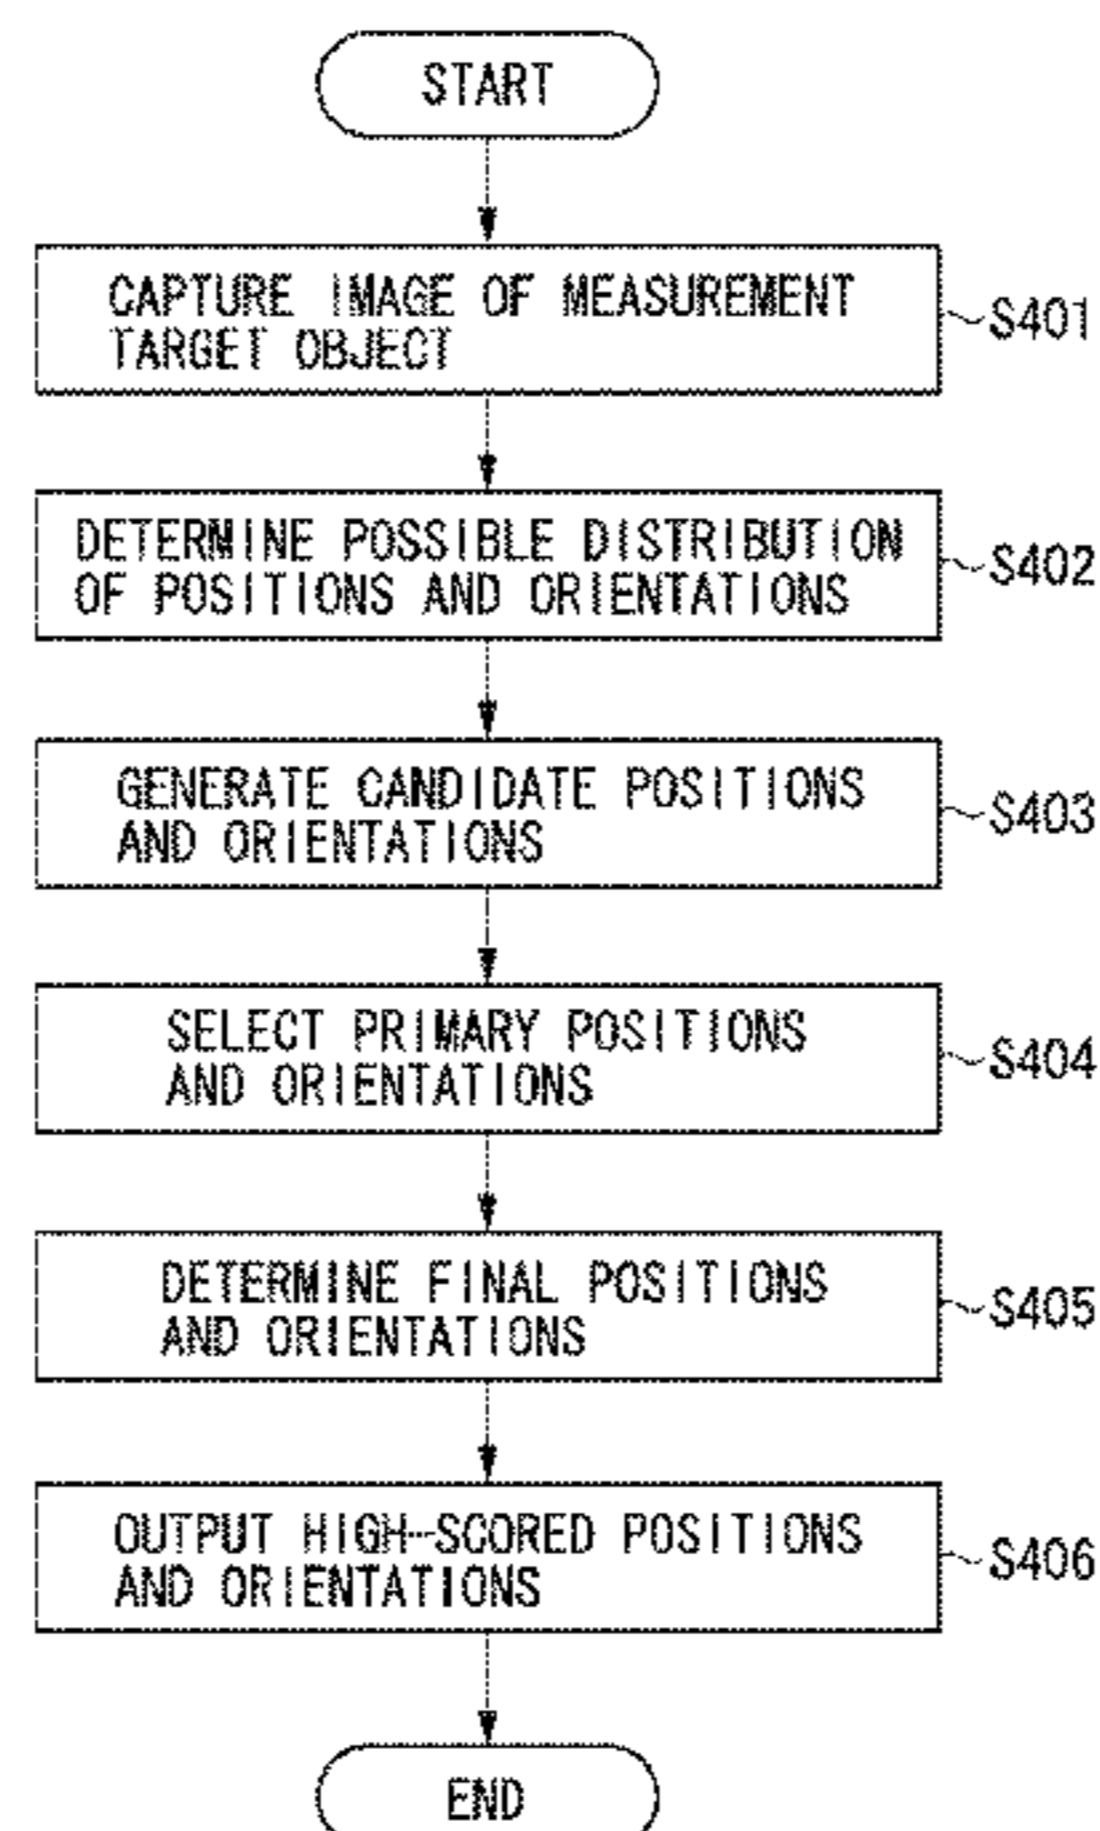 START
CAPTURE IMAGE OF MEASUREMENT
TARGET OBJECT
S401
DETERMINE POSSIBLE DISTRIBUTION
OF POSITIONS AND ORIENTATIONS
S402
GENERATE CANDIDATE POSITIONS
AND ORIENTATIONS
S403
SELECT PRIMARY POSITIONS
AND ORIENTATIONS
S404
DETERMINE FINAL POSITIONS
AND ORIENTATIONS
S405
OUTPUT HIGH-SCORED POSITIONS
AND ORIENTATIONS
S406
END